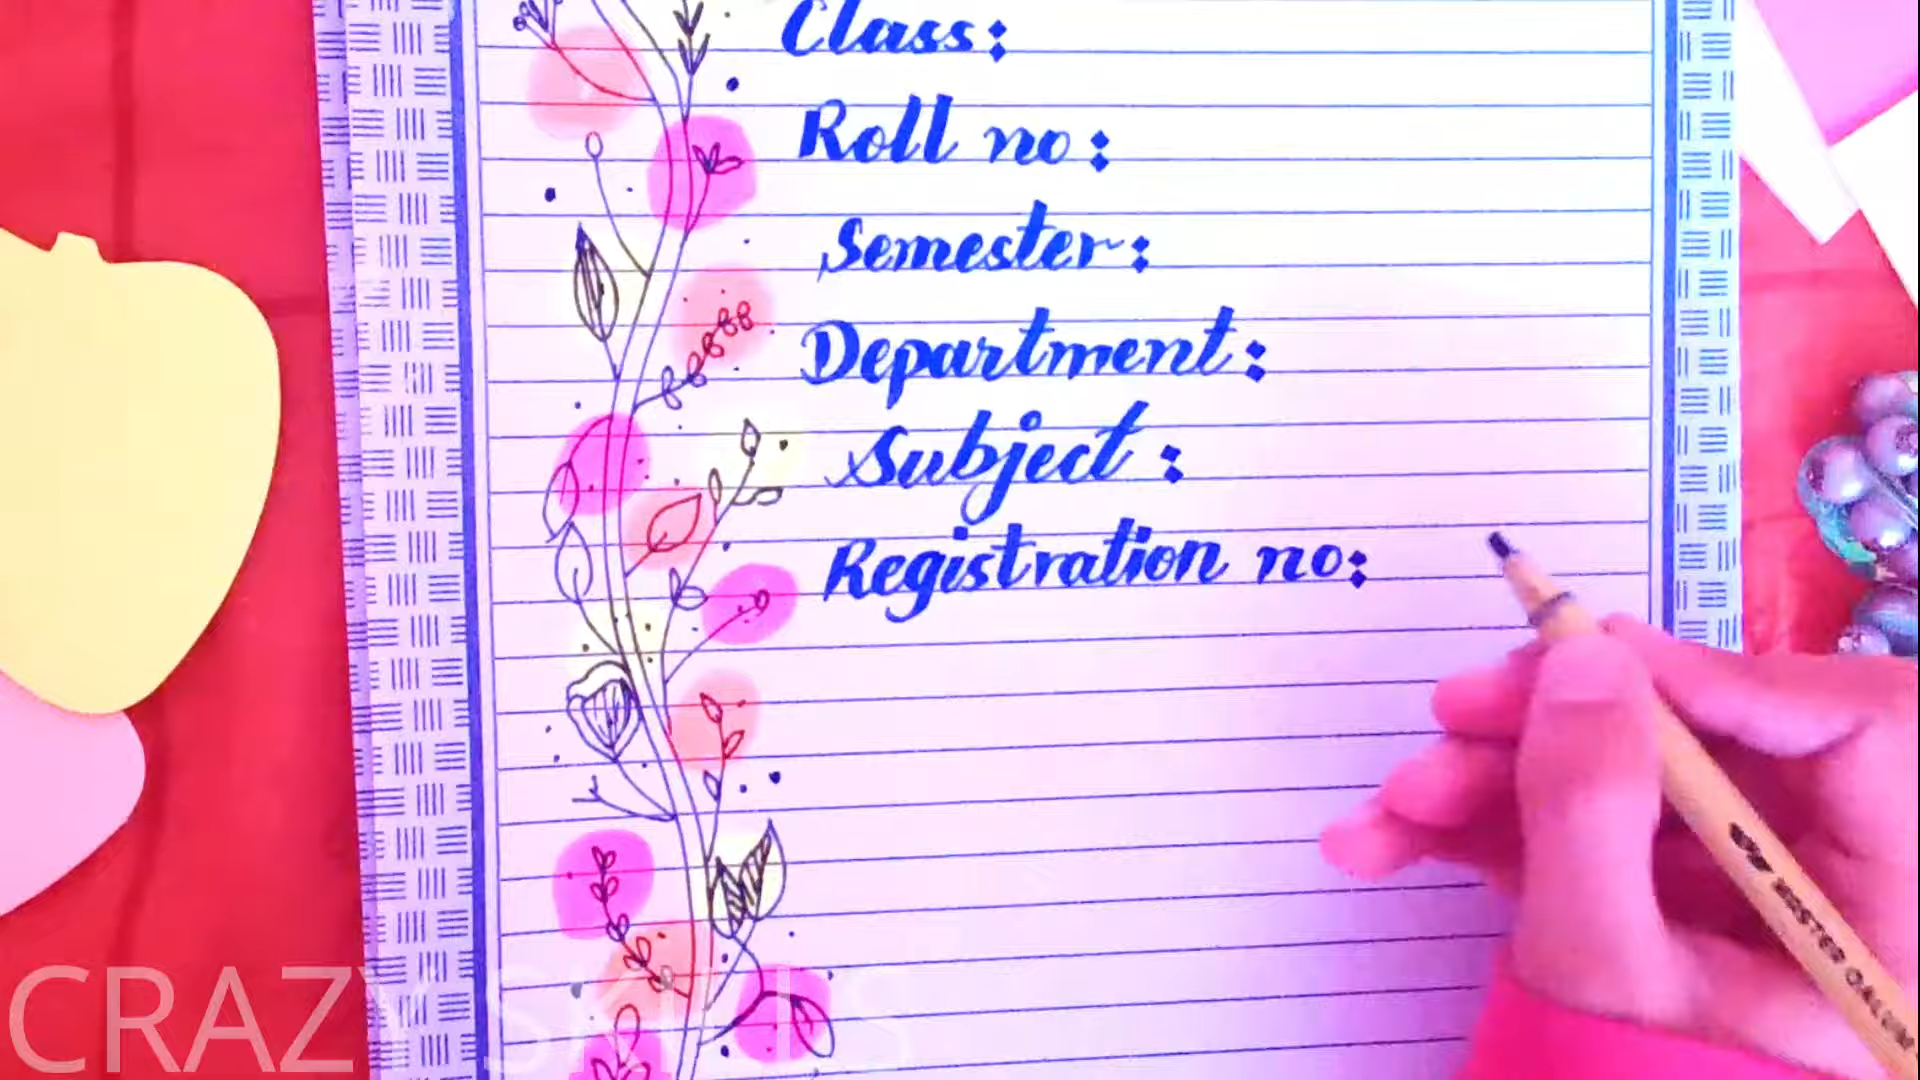 Class:
Roll no:
Semester:
Department:
Subject:
Registration no:
CRAZY SKILLS